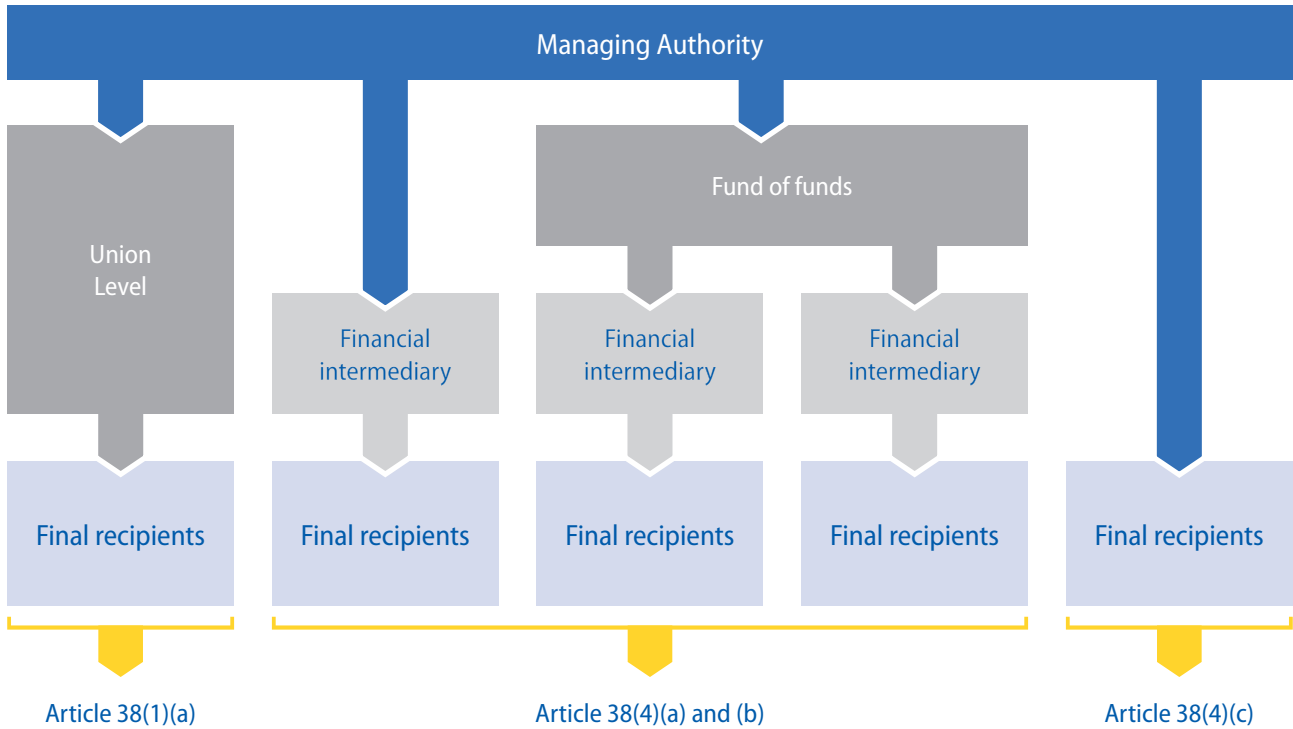 Managing Authority
Fund of funds
Union
Level
Financial
intermediary
Financial
intermediary
Financial
intermediary
Final recipients
Final recipients
Final recipients
Final recipients
Final recipients
Article 38(1)(a)
Article 38(4)(a) and (b)
Article 38(4)(c)